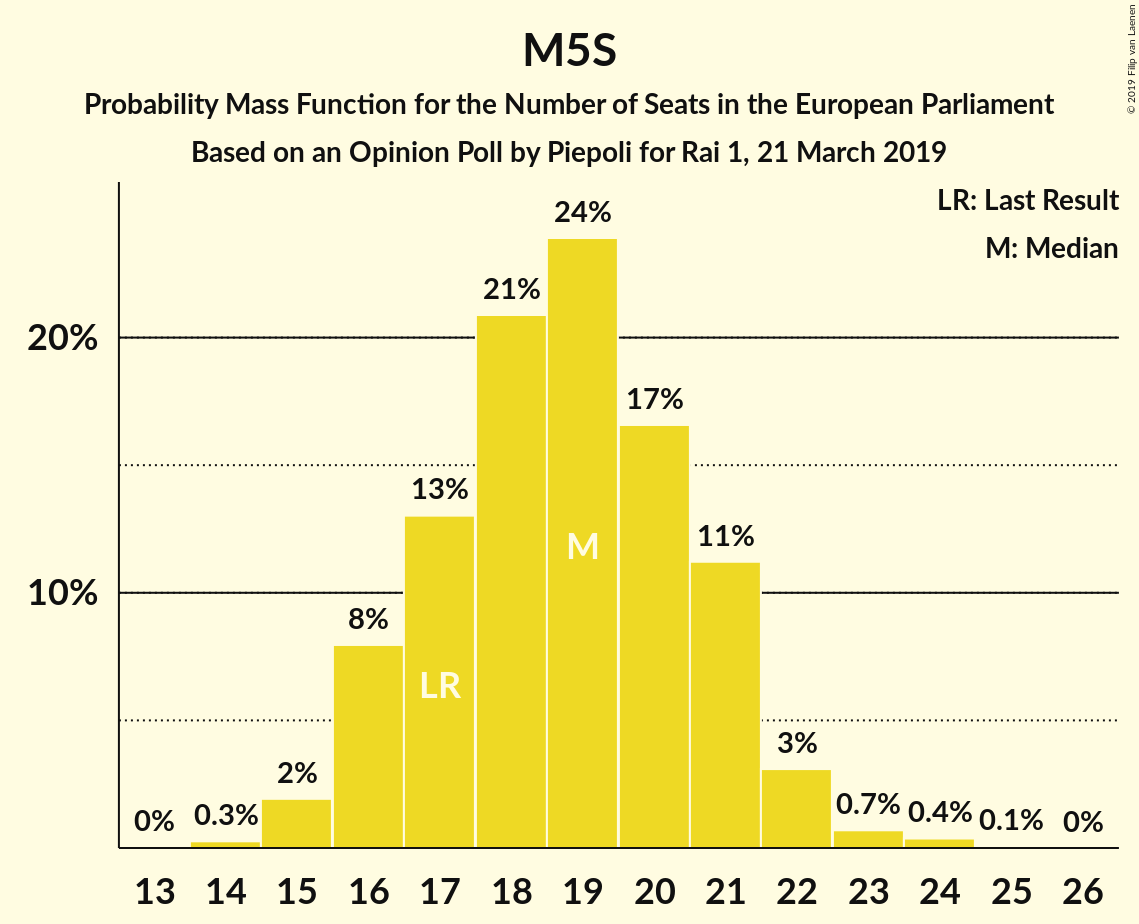 M5S
Probability Mass Function for the Number of Seats in the European Parliament
Based on an Opinion Poll by Piepoli for Rai 1, 21 March 2019
© 2019 Filip van Laenen
LR: Last Result
M: Median
24%
21%
20%
17%
13%
11%
M
10%
8%
LR
3%
2%
0% 0.3% 0.7% 0.4% 0.1% 0%
13 14 15 16 17 18 19 20 21 22 23 24 25 26